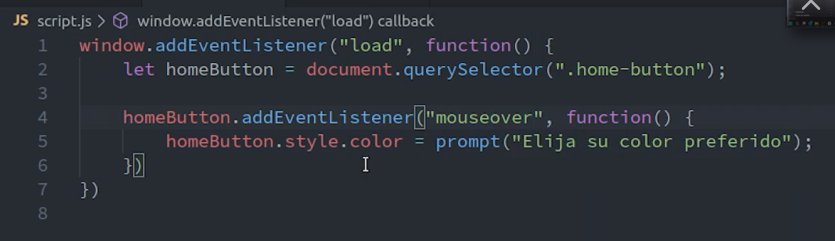 JS script.js > window.addEventListener("load") callback
1 window.addEventListener("load", function() {
2 let homeButton = document.querySelector(".home-button");
3
4 homeButton.addEventListener("mouseover", function() {
5 homeButton.style.color = prompt("Elija su color preferido");
6 })
7 })
8